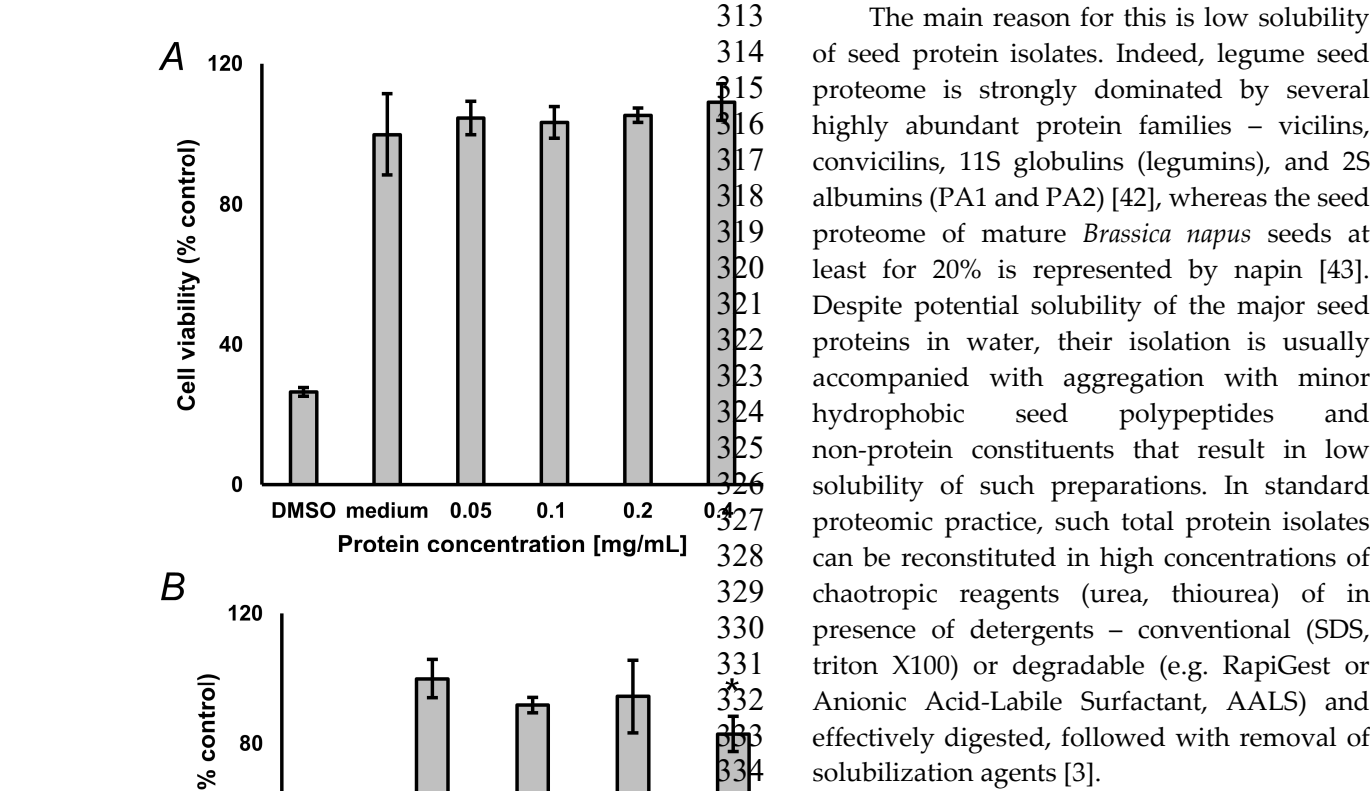 A
120
80
40
0
Cell viability (% control)
DMSO medium 0.05 0.1 0.2 0.4
Protein concentration [mg/mL]
B
120
80
% control)
*
313
314
315
316
317
318
319
320
321
322
323
324
325
326
327
328
329
330
331
332
333
334
The main reason for this is low solubility
of seed protein isolates. Indeed, legume seed
proteome is strongly dominated by several
highly abundant protein families – vicilins,
convicilins, 11S globulins (legumins), and 2S
albumins (PA1 and PA2) [42], whereas the seed
proteome of mature Brassica napus seeds at
least for 20% is represented by napin [43].
Despite potential solubility of the major seed
proteins in water, their isolation is usually
accompanied with aggregation with minor
hydrophobic seed polypeptides and
non-protein constituents that result in low
solubility of such preparations. In standard
proteomic practice, such total protein isolates
can be reconstituted in high concentrations of
chaotropic reagents (urea, thiourea) of in
presence of detergents – conventional (SDS,
triton X100) or degradable (e.g. RapiGest or
Anionic Acid-Labile Surfactant, AALS) and
effectively digested, followed with removal of
solubilization agents [3].